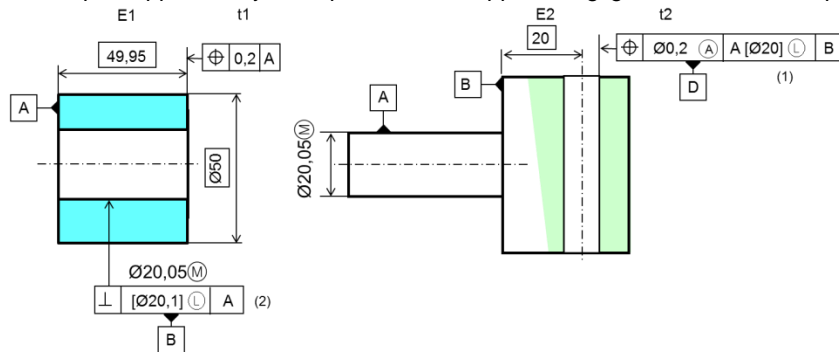 E1 t1 E2 t2
49,95
⌖ 0,2 A
20
⌖ Ø0,2 Ⓐ A [Ø20] Ⓛ B
(1)
D
A
B
A
Ø50
Ø20,05Ⓜ
Ø20,05Ⓜ
⊥ [Ø20,1] Ⓛ A (2)
B